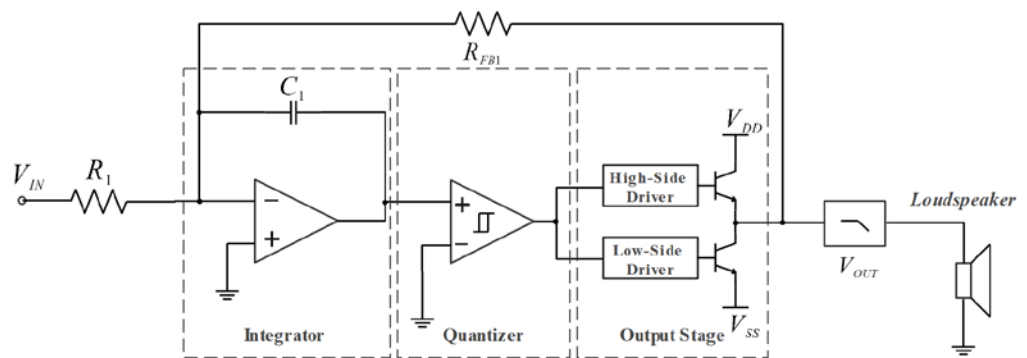 R_FB1
C_1
V_DD
V_IN
R_1
High-Side
Driver
Loudspeaker
−
+
+
−
Low-Side
Driver
V_OUT
V_SS
Integrator
Quantizer
Output Stage